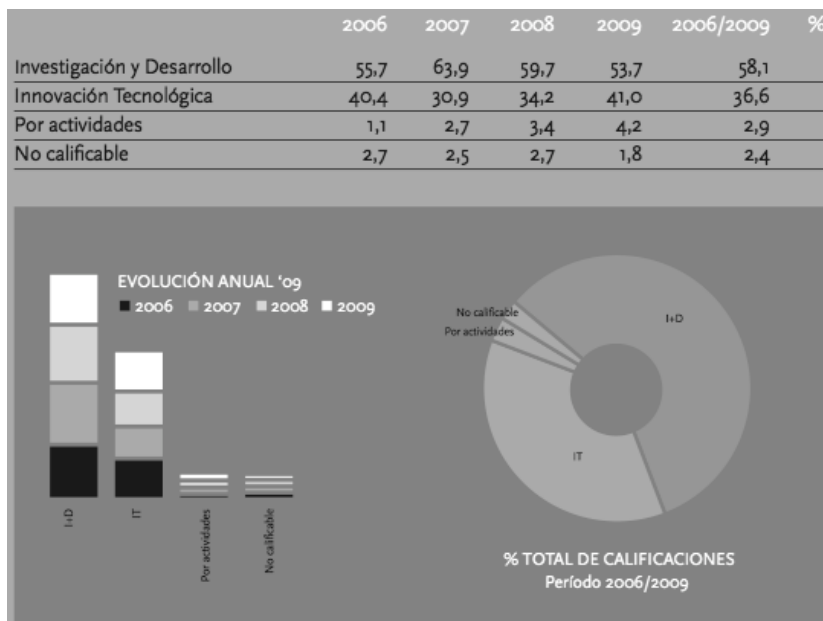 2006 2007 2008 2009 2006/2009 %
Investigación y Desarrollo 55,7 63,9 59,7 53,7 58,1
Innovación Tecnológica 40,4 30,9 34,2 41,0 36,6
Por actividades 1,1 2,7 3,4 4,2 2,9
No calificable 2,7 2,5 2,7 1,8 2,4
EVOLUCIÓN ANUAL ‘09
2006 2007 2008 2009
I+D
IT
Por actividades
No calificable
No calificable
Por actividades
I+D
IT
% TOTAL DE CALIFICACIONES
Período 2006/2009